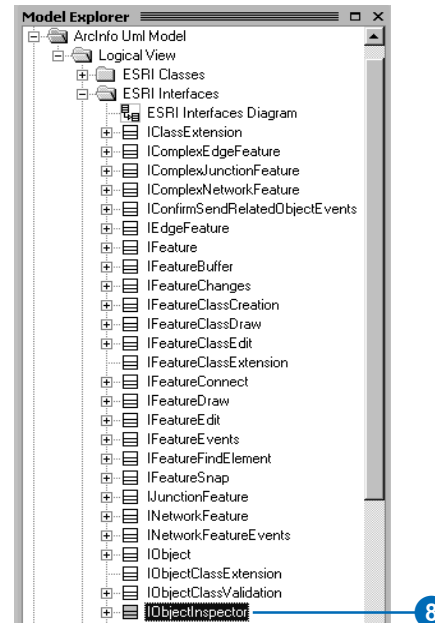 Model Explorer
ArcInfo Uml Model
Logical View
ESRI Classes
ESRI Interfaces
ESRI Interfaces Diagram
IClassExtension
IComplexEdgeFeature
IComplexJunctionFeature
IComplexNetworkFeature
IConfirmSendRelatedObjectEvents
IEdgeFeature
IFeature
IFeatureBuffer
IFeatureChanges
IFeatureClassCreation
IFeatureClassDraw
IFeatureClassEdit
IFeatureClassExtension
IFeatureConnect
IFeatureDraw
IFeatureEdit
IFeatureEvents
IFeatureFindElement
IFeatureSnap
IJunctionFeature
INetworkFeature
INetworkFeatureEvents
IObject
IObjectClassExtension
IObjectClassValidation
IObjectInspector 8